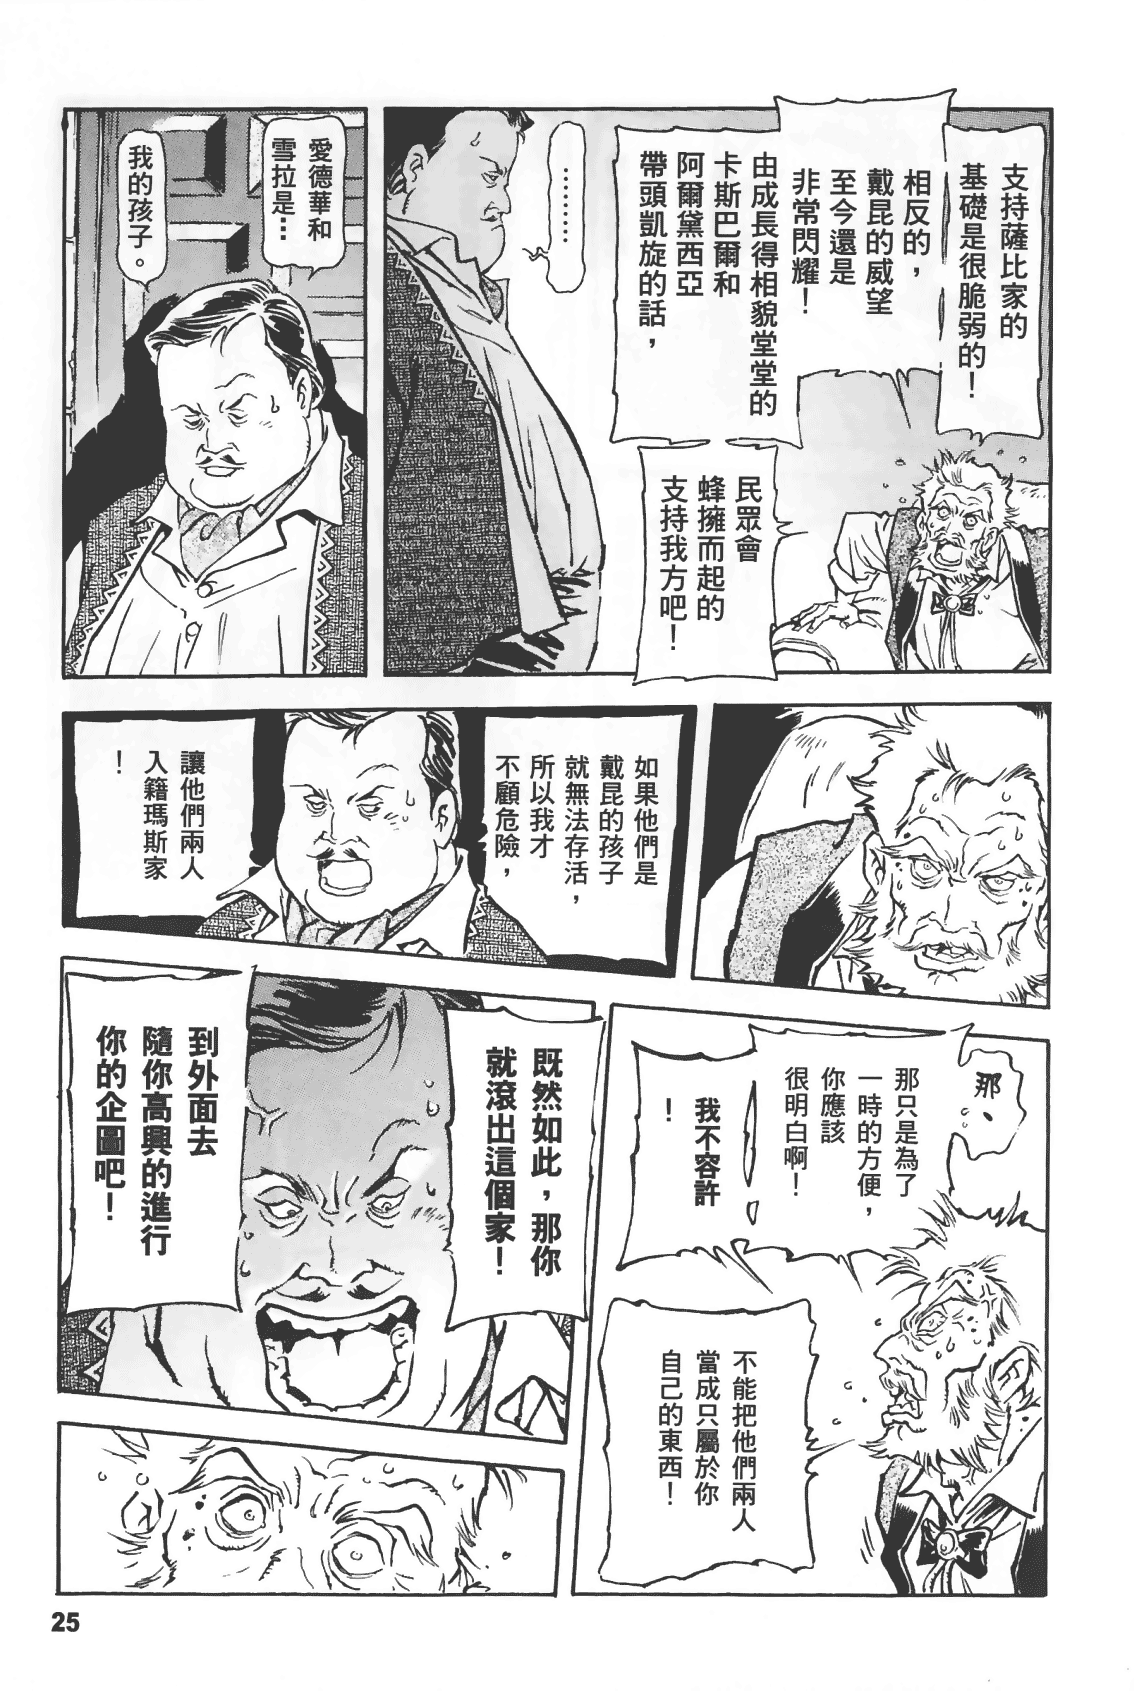 支持薩比家的
基礎是很脆弱的！
相反的，
戴昆的威望
至今還是
非常閃耀！
由成長得相貌堂堂的
卡斯巴爾和
阿爾黛西亞
帶頭凱旋的話，
民眾會
蜂擁而起的
支持我方吧！
………
愛德華和
雪拉是…
我的孩子。
如果他們是
戴昆的孩子
就無法存活，
所以我才
不顧危險，
讓他們兩人
入籍瑪斯家
！
那、
那只是為了
一時的方便，
你應該
很明白啊！
！
我不容許
！
不能把他們兩人
當成只屬於你
自己的東西！
既然如此，那你
就滾出這個家！
到外面去
隨你高興的進行
你的企圖吧！
25